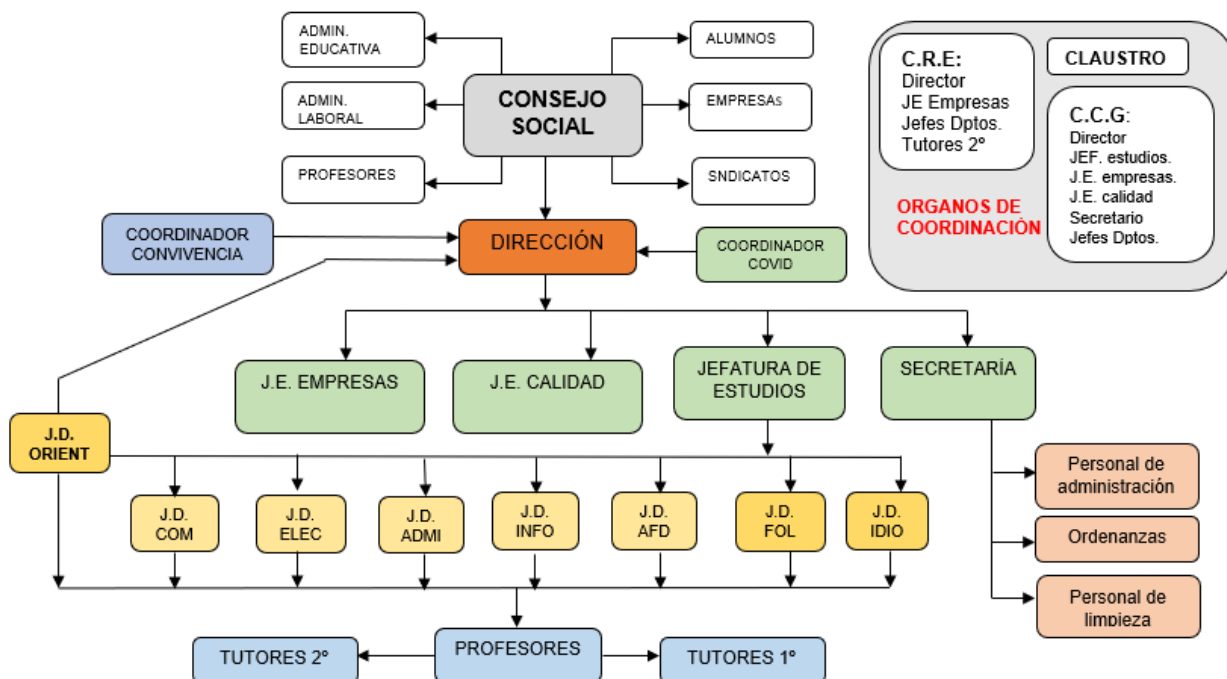 ADMIN.
EDUCATIVA
ADMIN.
LABORAL
PROFESORES
CONSEJO
SOCIAL
ALUMNOS
EMPRESAS
SNDICATOS
C.R.E:
Director
JE Empresas
Jefes Dptos.
Tutores 2º
CLAUSTRO
C.C.G:
Director
JEF. estudios.
J.E. empresas.
J.E. calidad
Secretario
Jefes Dptos.
ORGANOS DE
COORDINACIÓN
COORDINADOR
CONVIVENCIA
DIRECCIÓN
COORDINADOR
COVID
J.E. EMPRESAS
J.E. CALIDAD
JEFATURA DE
ESTUDIOS
SECRETARÍA
J.D.
ORIENT
J.D.
COM
J.D.
ELEC
J.D.
ADMI
J.D.
INFO
J.D.
AFD
J.D.
FOL
J.D.
IDIO
Personal de
administración
Ordenanzas
Personal de
limpieza
TUTORES 2º
PROFESORES
TUTORES 1º